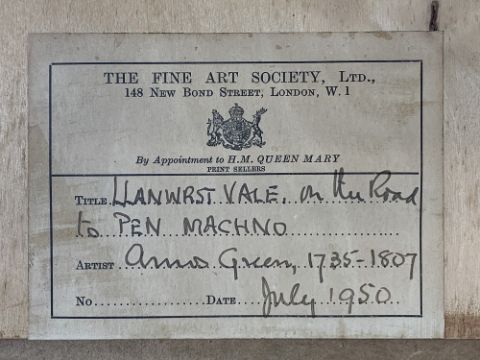 THE FINE ART SOCIETY, LTD.,
148 NEW BOND STREET, LONDON, W.1
By Appointment to H.M. QUEEN MARY
PRINT SELLERS
TITLE LLANWRST VALE, on the Road
to PEN MACHNO
ARTIST Amos Green, 1735-1807
No. DATE July 1950